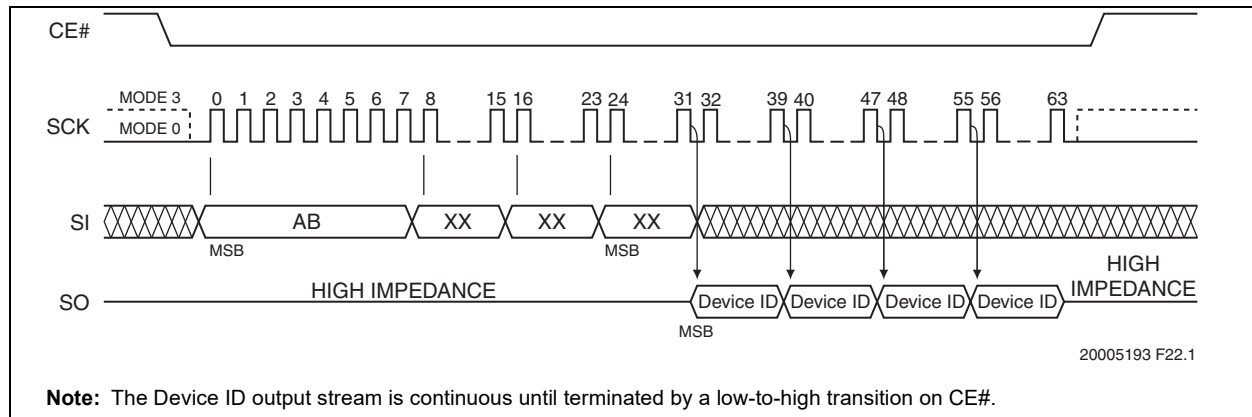 CE#
MODE 3 0 1 2 3 4 5 6 7 8 15 16 23 24 31 32 39 40 47 48 55 56 63
SCK MODE 0
SI AB XX XX XX
MSB MSB
HIGH
SO HIGH IMPEDANCE Device ID Device ID Device ID Device ID IMPEDANCE
MSB
20005193 F22.1
Note: The Device ID output stream is continuous until terminated by a low-to-high transition on CE#.